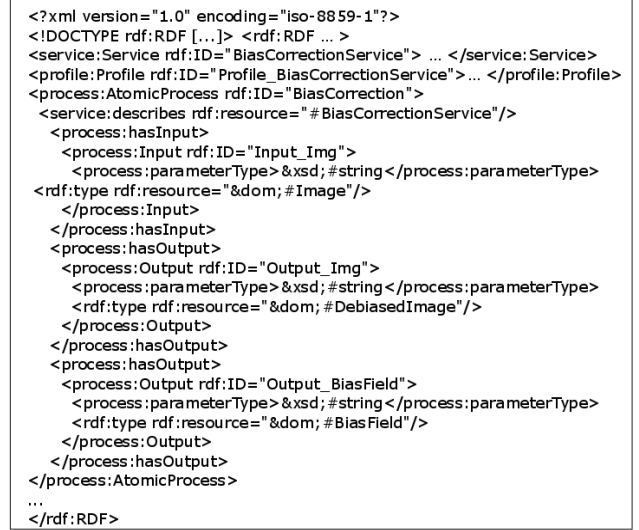 <?xml version="1.0" encoding="iso-8859-1"?>
<!DOCTYPE rdf:RDF [...]> <rdf:RDF ... >
<service:Service rdf:ID="BiasCorrectionService"> ... </service:Service>
<profile:Profile rdf:ID="Profile_BiasCorrectionService">... </profile:Profile>
<process:AtomicProcess rdf:ID="BiasCorrection">
<service:describes rdf:resource="#BiasCorrectionService"/>
<process:hasInput>
<process:Input rdf:ID="Input_Img">
<process:parameterType>&xsd;#string</process:parameterType>
<rdf:type rdf:resource="&dom;#Image"/>
</process:Input>
</process:hasInput>
<process:hasOutput>
<process:Output rdf:ID="Output_Img">
<process:parameterType>&xsd;#string</process:parameterType>
<rdf:type rdf:resource="&dom;#DebiasedImage"/>
</process:Output>
</process:hasOutput>
<process:hasOutput>
<process:Output rdf:ID="Output_BiasField">
<process:parameterType>&xsd;#string</process:parameterType>
<rdf:type rdf:resource="&dom;#BiasField"/>
</process:Output>
</process:hasOutput>
</process:AtomicProcess>
...
</rdf:RDF>